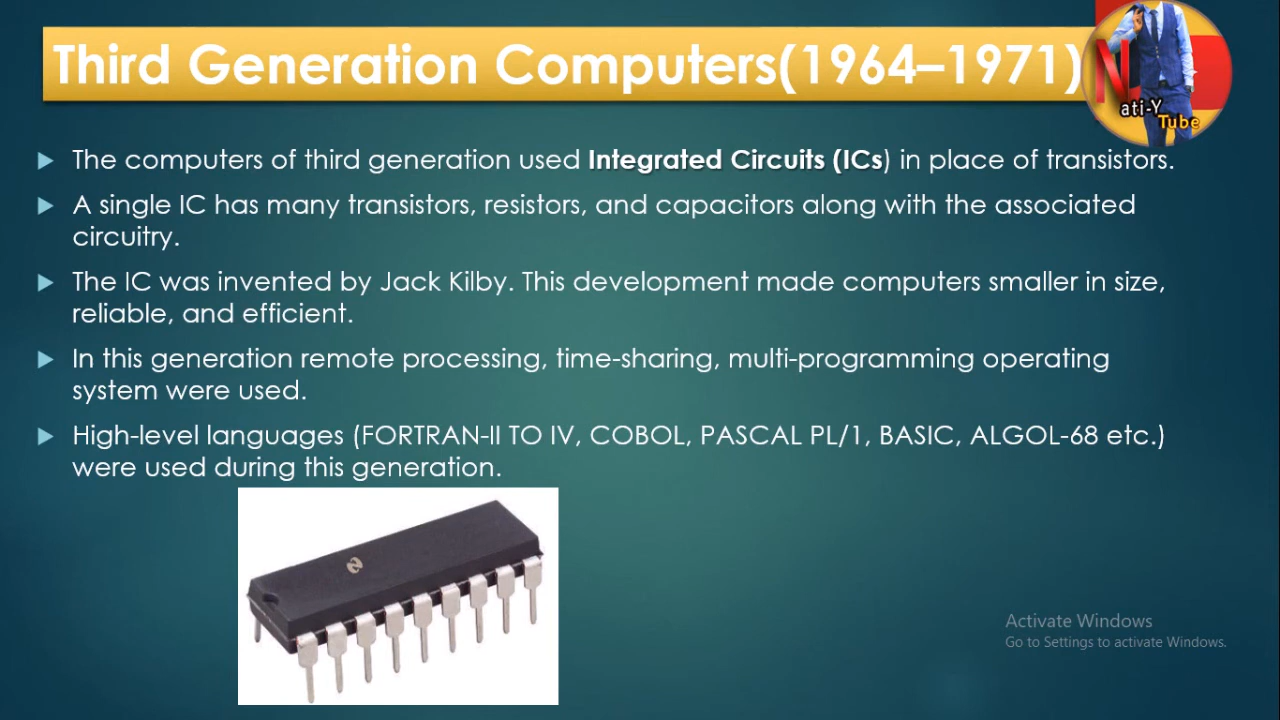 Third Generation Computers(1964–1971)
N
ati-Y
Tube
The computers of third generation used Integrated Circuits (ICs) in place of transistors.
A single IC has many transistors, resistors, and capacitors along with the associated
circuitry.
The IC was invented by Jack Kilby. This development made computers smaller in size,
reliable, and efficient.
In this generation remote processing, time-sharing, multi-programming operating
system were used.
High-level languages (FORTRAN-II TO IV, COBOL, PASCAL PL/1, BASIC, ALGOL-68 etc.)
were used during this generation.
Activate Windows
Go to Settings to activate Windows.